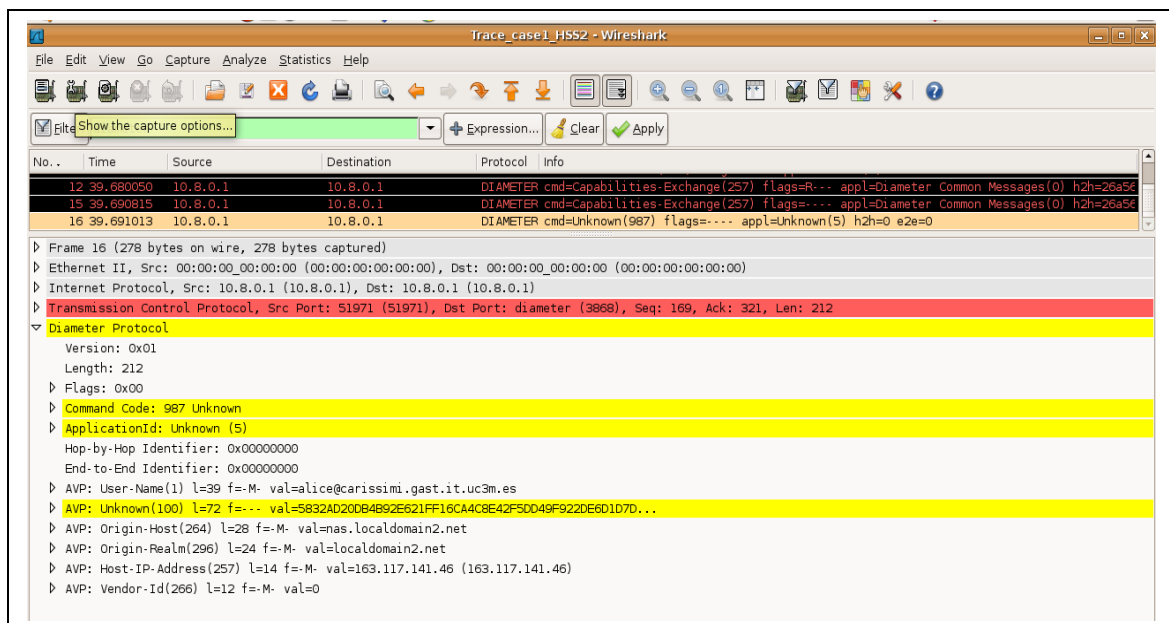 Trace_case1_HSS2 - Wireshark
File Edit View Go Capture Analyze Statistics Help
Filte Show the capture options... Expression... Clear Apply
No. . Time Source Destination Protocol Info
12 39.680050 10.8.0.1 10.8.0.1 DIAMETER cmd=Capabilities-Exchange(257) flags=R--- appl=Diameter Common Messages(0) h2h=26a56
15 39.690815 10.8.0.1 10.8.0.1 DIAMETER cmd=Capabilities-Exchange(257) flags=---- appl=Diameter Common Messages(0) h2h=26a56
16 39.691013 10.8.0.1 10.8.0.1 DIAMETER cmd=Unknown(987) flags=---- appl=Unknown(5) h2h=0 e2e=0
Frame 16 (278 bytes on wire, 278 bytes captured)
Ethernet II, Src: 00:00:00_00:00:00 (00:00:00:00:00:00), Dst: 00:00:00_00:00:00 (00:00:00:00:00:00)
Internet Protocol, Src: 10.8.0.1 (10.8.0.1), Dst: 10.8.0.1 (10.8.0.1)
Transmission Control Protocol, Src Port: 51971 (51971), Dst Port: diameter (3868), Seq: 169, Ack: 321, Len: 212
Diameter Protocol
Version: 0x01
Length: 212
Flags: 0x00
Command Code: 987 Unknown
ApplicationId: Unknown (5)
Hop-by-Hop Identifier: 0x00000000
End-to-End Identifier: 0x00000000
AVP: User-Name(1) l=39 f=-M- val=alice@carissimi.gast.it.uc3m.es
AVP: Unknown(100) l=72 f=--- val=5832AD20DB4B92E621FF16CA4C8E42F5DD49F922DE6D1D7D...
AVP: Origin-Host(264) l=28 f=-M- val=nas.localdomain2.net
AVP: Origin-Realm(296) l=24 f=-M- val=localdomain2.net
AVP: Host-IP-Address(257) l=14 f=-M- val=163.117.141.46 (163.117.141.46)
AVP: Vendor-Id(266) l=12 f=-M- val=0